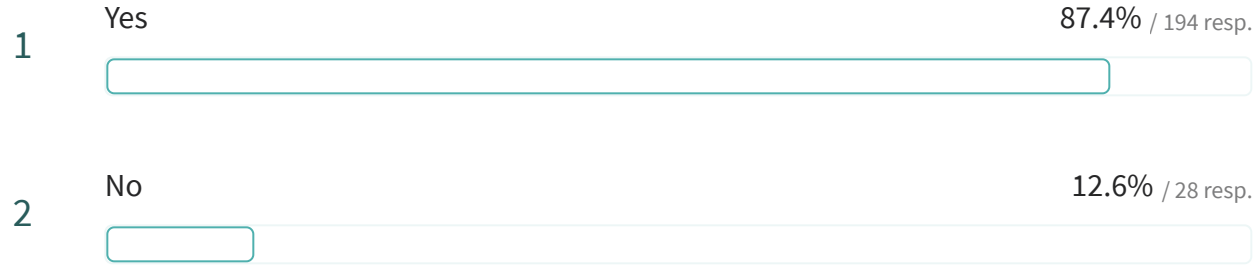 1 Yes 87.4% / 194 resp.
2 No 12.6% / 28 resp.